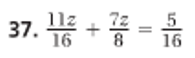 37. 11z/16 + 7z/8 = 5/16